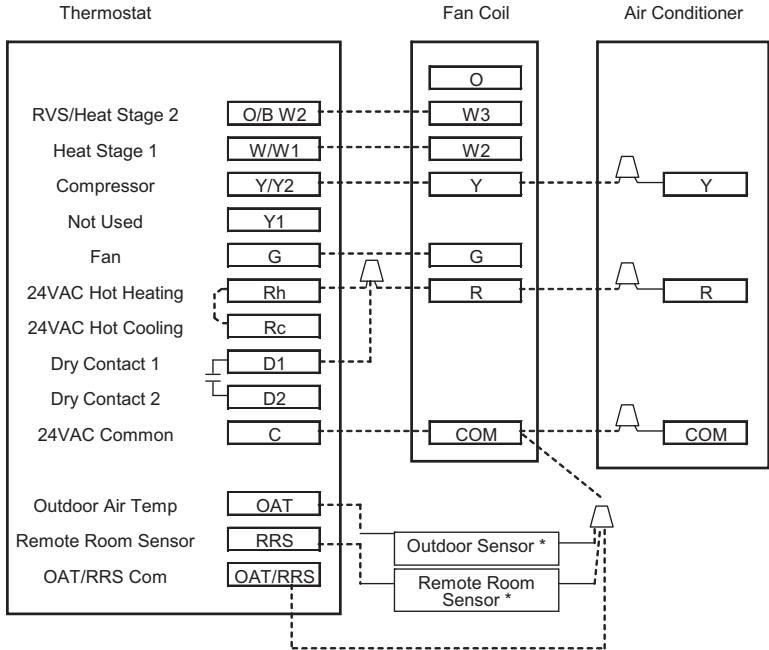 Thermostat Fan Coil Air Conditioner
O
RVS/Heat Stage 2 O/B W2 W3
Heat Stage 1 W/W1 W2
Compressor Y/Y2 Y Y
Not Used Y1
Fan G G
24VAC Hot Heating Rh R R
24VAC Hot Cooling Rc
Dry Contact 1 D1
Dry Contact 2 D2
24VAC Common C COM COM
Outdoor Air Temp OAT
Remote Room Sensor RRS Outdoor Sensor *
OAT/RRS Com OAT/RRS Remote Room
Sensor *